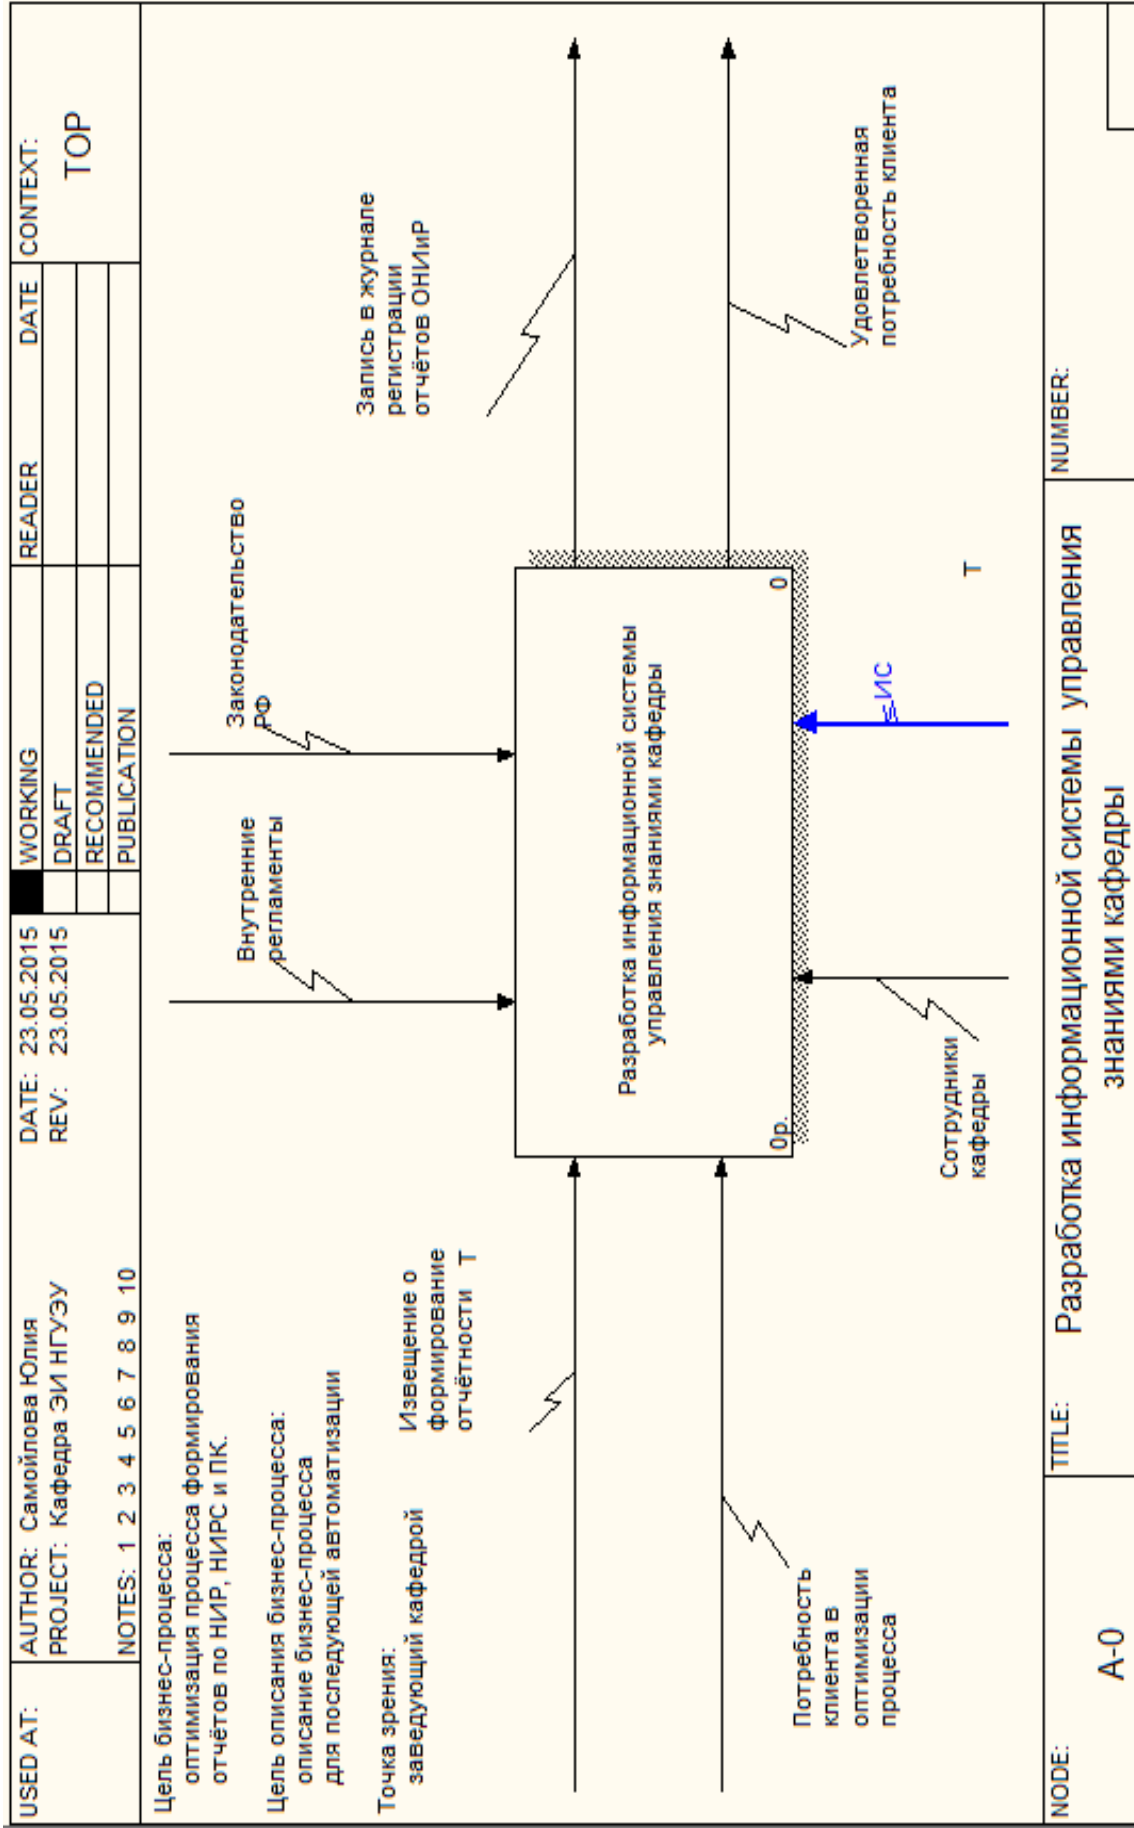 USED AT:
AUTHOR: Самойлова Юлия
PROJECT: Кафедра ЭИ НГУЭУ
NOTES: 1 2 3 4 5 6 7 8 9 10
DATE: 23.05.2015
REV: 23.05.2015
WORKING
DRAFT
RECOMMENDED
PUBLICATION
READER
DATE
CONTEXT:
TOP
Цель бизнес-процесса:
оптимизация процесса формирования
отчётов по НИР, НИРС и ПК.
Цель описания бизнес-процесса:
описание бизнес-процесса
для последующей автоматизации
Точка зрения:
заведующий кафедрой
Внутренние
регламенты
Законодательство
РФ
Извещение о
формирование
отчётности Т
Запись в журнале
регистрации
отчётов ОНИиР
Разработка информационной системы
управления знаниями кафедры
0р.
0
Потребность
клиента в
оптимизации
процесса
Удовлетворенная
потребность клиента
Сотрудники
кафедры
ИС
Т
NODE:
A-0
TITLE:
Разработка информационной системы управления
знаниями кафедры
NUMBER: